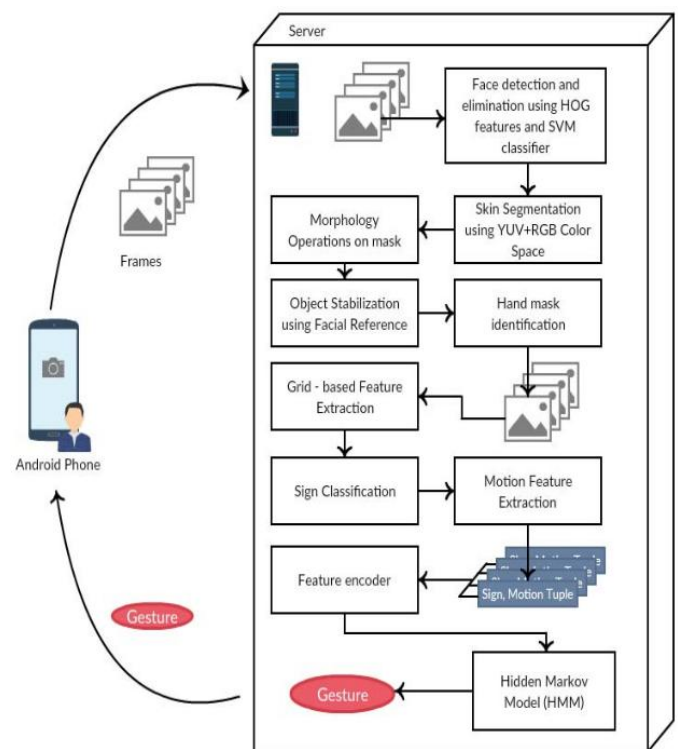 Server
Face detection and
elimination using HOG
features and SVM
classifier
Frames
Morphology
Operations on mask
Skin Segmentation
using YUV+RGB Color
Space
Object Stabilization
using Facial Reference
Hand mask
identification
Grid - based Feature
Extraction
Android Phone
Sign Classification
Motion Feature
Extraction
Feature encoder
Sign, Motion Tuple
Gesture
Hidden Markov
Model (HMM)
Gesture